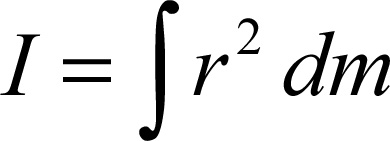 I = ∫ r² dm